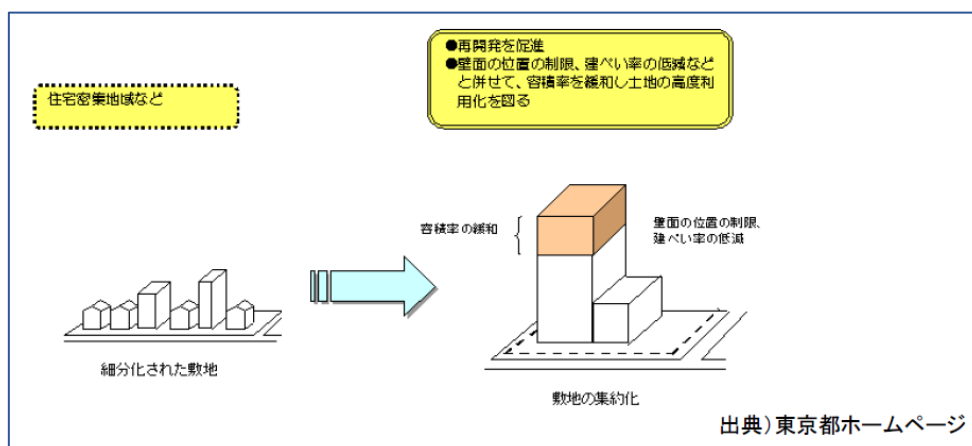 ●再開発を促進
●壁面の位置の制限、建ぺい率の低減など
と併せて、容積率を緩和し土地の高度利
用化を図る
住宅密集地域など
容積率の緩和
壁面の位置の制限、
建ぺい率の低減
細分化された敷地
敷地の集約化
出典）東京都ホームページ